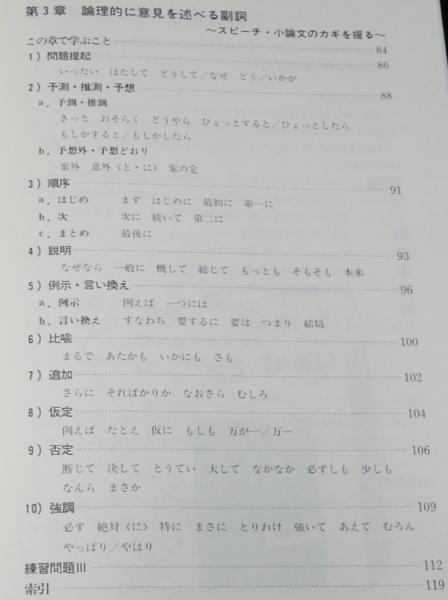 第3章 論理的に意見を述べる副詞
～スピーチ・小論文のカギを握る～
この章で学ぶこと 84
1）問題提起 86
いったい はたして どうして／なぜ どう／いかが
2）予測・推測・予想 88
a．予測・推測
きっと おそらく どうやら ひょっとすると／ひょっとしたら
もしかすると／もしかしたら
b．予想外・予想どおり
案外 意外〈と・に〉 案の定
3）順序 91
a．はじめ まず はじめに 最初に 第一に
b．次 次に 続いて 第二に
c．まとめ 最後に
4）説明 93
なぜなら 一般に 概して 総じて もっとも そもそも 本来
5）例示・言い換え 96
a．例示 例えば 一つには
b．言い換え すなわち 要するに 要は つまり 結局
6）比喩 100
まるで あたかも いかにも さも
7）追加 102
さらに そればかりか なおさら むしろ
8）仮定 104
例えば たとえ 仮に もしも 万が一／万一
9）否定 106
断じて 決して とうてい 大して なかなか 必ずしも 少しも
なんら まさか
10）強調 109
必ず 絶対〈に〉 特に まさに とりわけ 強いて あえて むろん
やっぱり／やはり
練習問題Ⅲ 112
索引 119